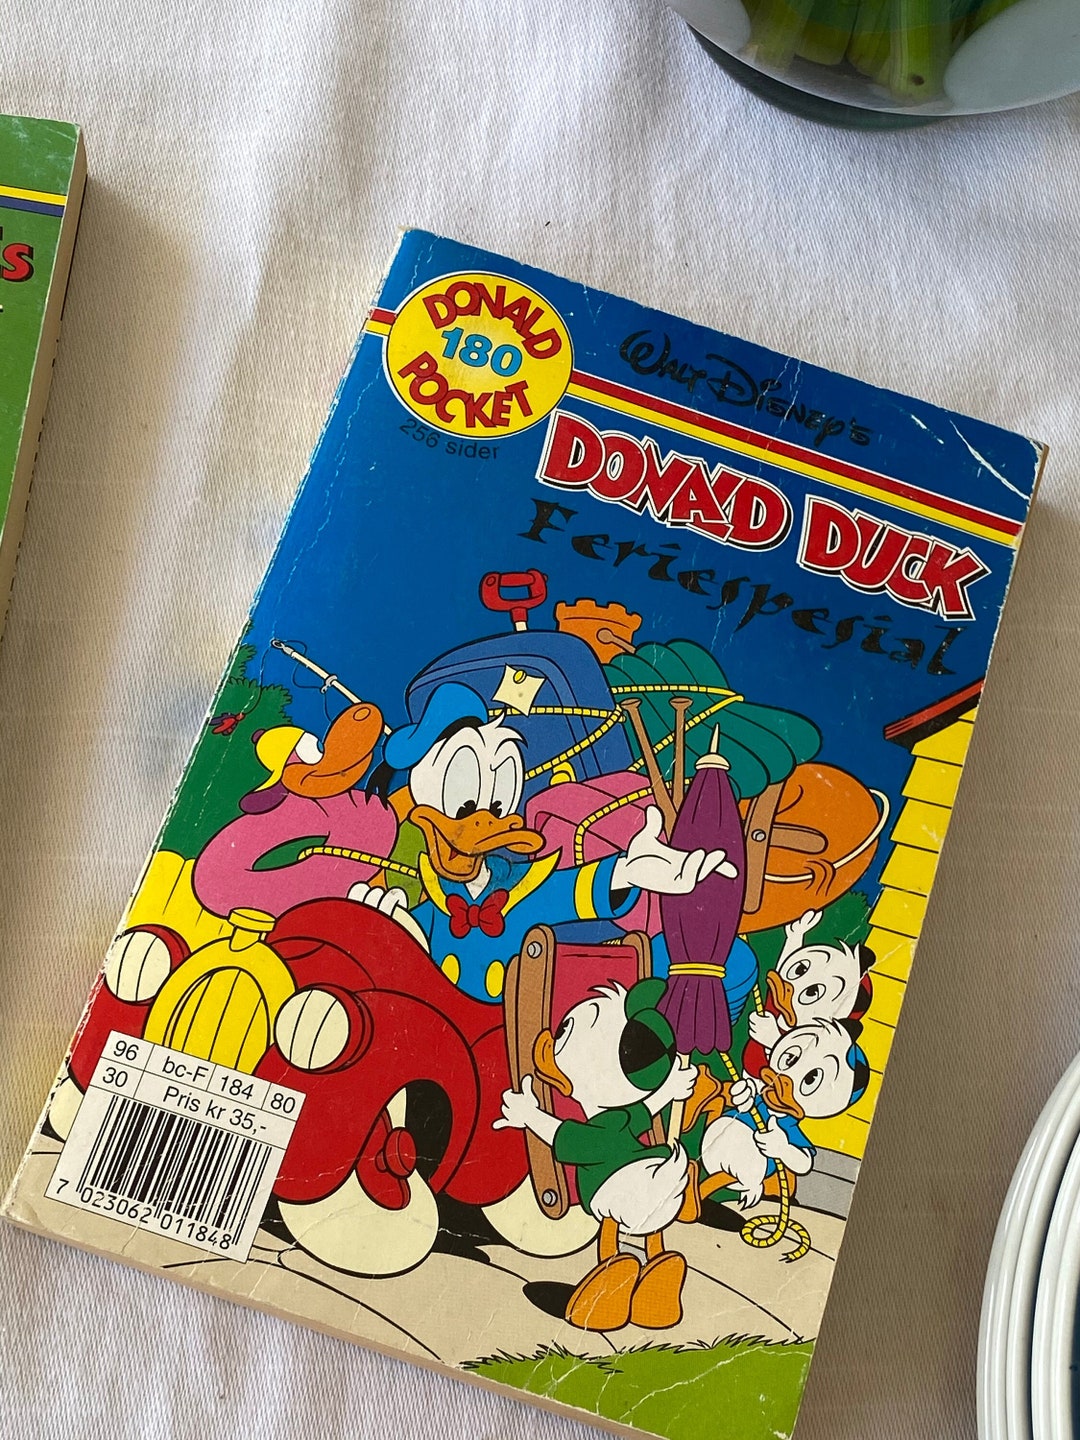 s
DONALD
180
POCKET
256 sider
WALT DISNEY'S
DONALD DUCK
Feriespesial
96 bc-F 184 80
30 Pris kr 35,-
7 023062 011848